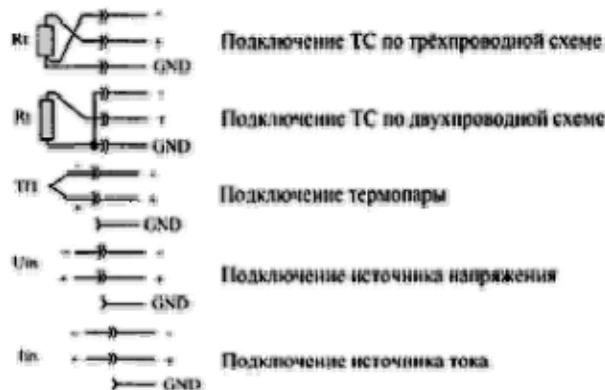 Rt
GND
Подключение ТС по трёхпроводной схеме
Rt
GND
Подключение ТС по двухпроводной схеме
ТП
GND
Подключение термопары
Uin
GND
Подключение источника напряжения
Iin
GND
Подключение источника тока